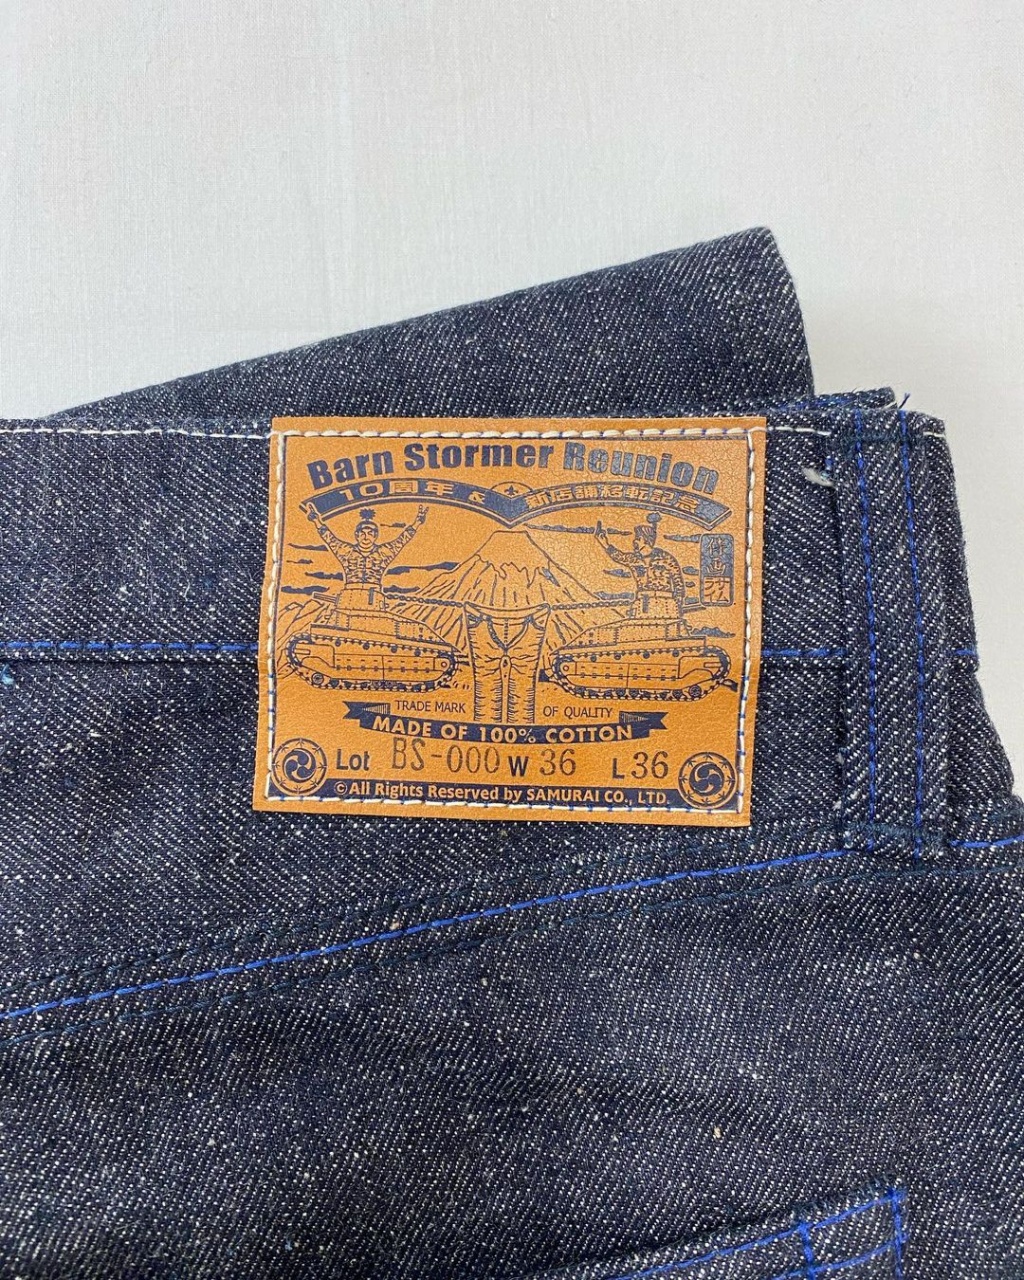 Barn Stormer Reunion
10周年 & 新店舗移転記念
TRADE MARK
OF QUALITY
MADE OF 100% COTTON
Lot BS-000 W 36 L 36
©All Rights Reserved by SAMURAI CO., LTD.